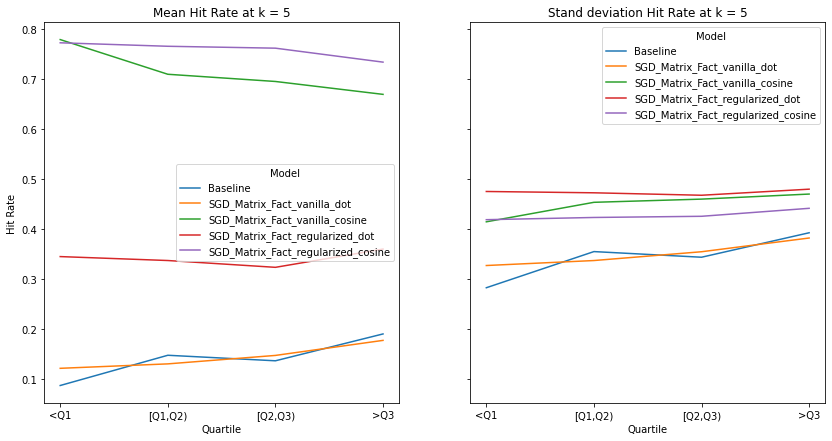 Mean Hit Rate at k = 5
Hit Rate
0.8
0.7
0.6
0.5
0.4
0.3
0.2
0.1
Model
Baseline
SGD_Matrix_Fact_vanilla_dot
SGD_Matrix_Fact_vanilla_cosine
SGD_Matrix_Fact_regularized_dot
SGD_Matrix_Fact_regularized_cosine
<Q1 [Q1,Q2) [Q2,Q3) >Q3
Quartile
Stand deviation Hit Rate at k = 5
Model
Baseline
SGD_Matrix_Fact_vanilla_dot
SGD_Matrix_Fact_vanilla_cosine
SGD_Matrix_Fact_regularized_dot
SGD_Matrix_Fact_regularized_cosine
<Q1 [Q1,Q2) [Q2,Q3) >Q3
Quartile